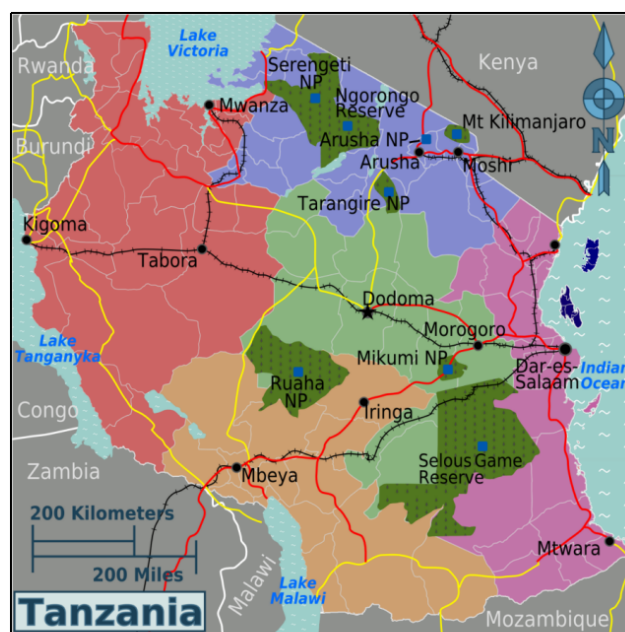 Lake
Victoria
Rwanda
Serengeti
NP
Kenya
Ngorongo
Reserve
Mwanza
Mt Kilimanjaro
Arusha NP
Burundi
Arusha
Moshi
N
Tarangire NP
Kigoma
Tabora
Dodoma
Morogoro
Lake
Tanganyka
Mikumi NP
Dar-es-
Salaam
Indian
Ocean
Ruaha
NP
Iringa
Congo
Selous Game
Reserve
Zambia
Mbeya
200 Kilometers
200 Miles
Mtwara
Malawi
Lake
Malawi
Tanzania
Mozambique